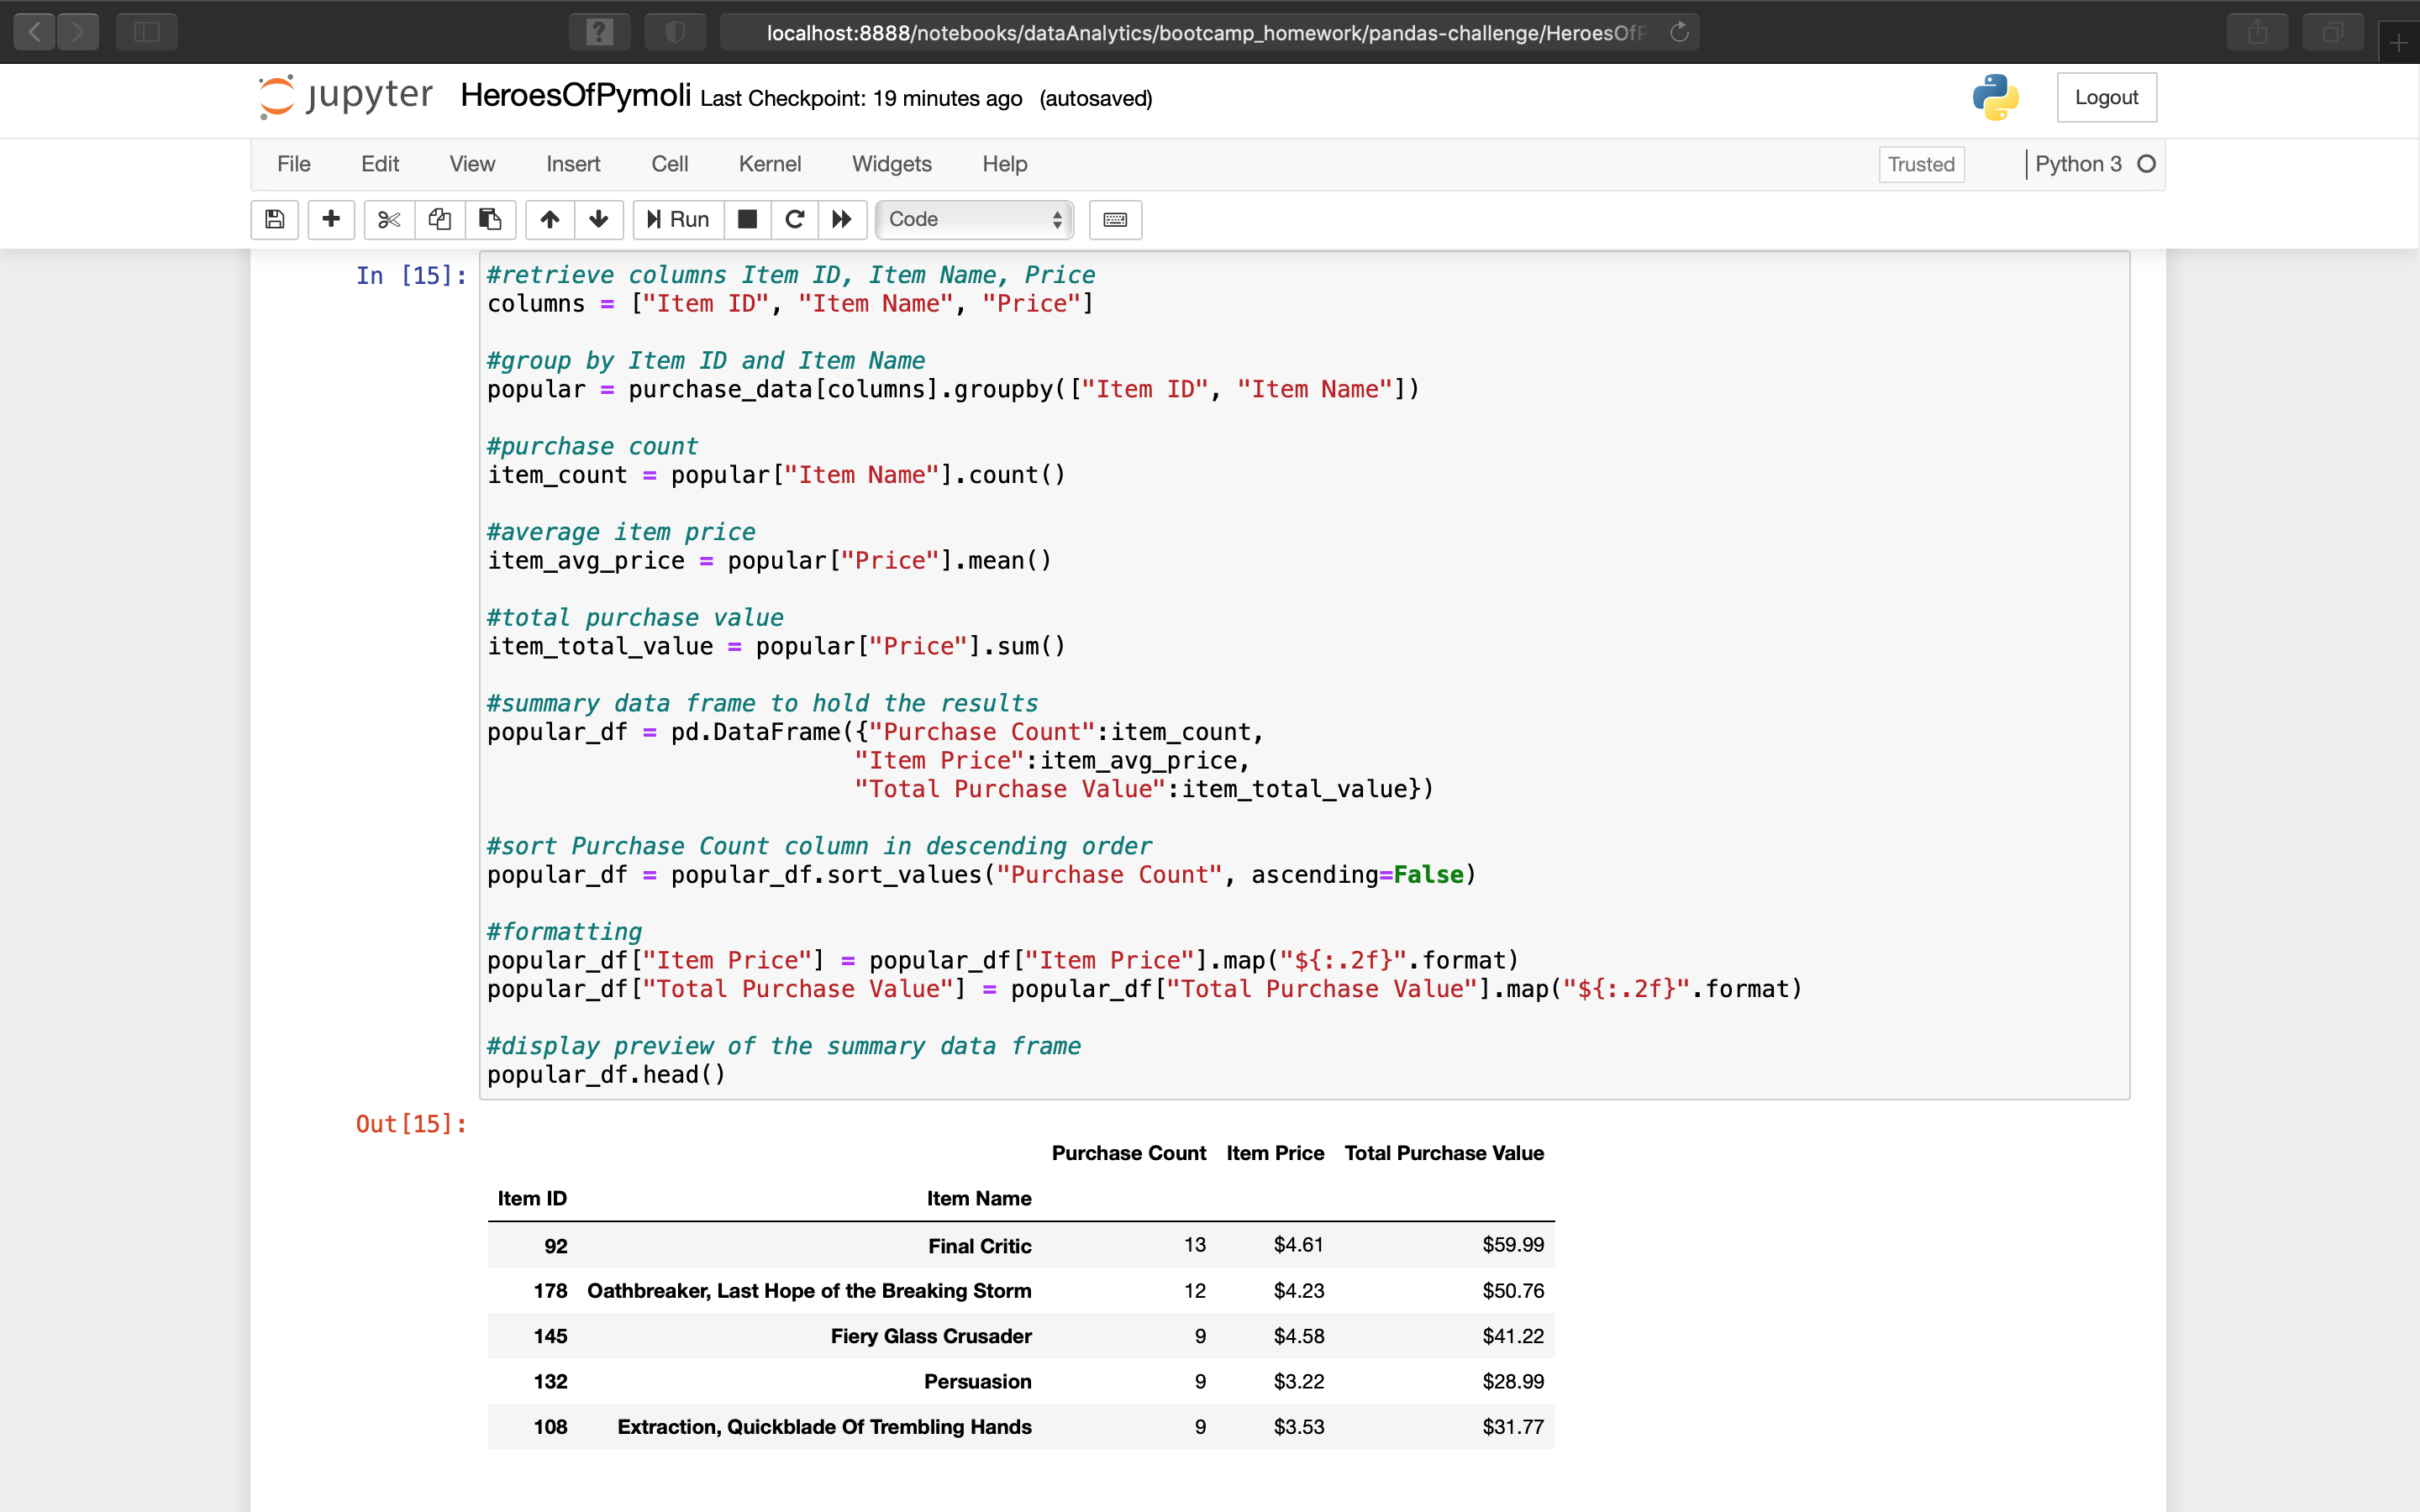 localhost:8888/notebooks/dataAnalytics/bootcamp_homework/pandas-challenge/HeroesOfP
jupyter HeroesOfPymoli Last Checkpoint: 19 minutes ago (autosaved)
Logout
File Edit View Insert Cell Kernel Widgets Help
Trusted
Python 3
Run
Code
In [15]:
#retrieve columns Item ID, Item Name, Price
columns = ["Item ID", "Item Name", "Price"]
#group by Item ID and Item Name
popular = purchase_data[columns].groupby(["Item ID", "Item Name"])
#purchase count
item_count = popular["Item Name"].count()
#average item price
item_avg_price = popular["Price"].mean()
#total purchase value
item_total_value = popular["Price"].sum()
#summary data frame to hold the results
popular_df = pd.DataFrame({"Purchase Count":item_count,
"Item Price":item_avg_price,
"Total Purchase Value":item_total_value})
#sort Purchase Count column in descending order
popular_df = popular_df.sort_values("Purchase Count", ascending=False)
#formatting
popular_df["Item Price"] = popular_df["Item Price"].map("${:.2f}".format)
popular_df["Total Purchase Value"] = popular_df["Total Purchase Value"].map("${:.2f}".format)
#display preview of the summary data frame
popular_df.head()
Out[15]:
Purchase Count Item Price Total Purchase Value
Item ID Item Name
92 Final Critic 13 $4.61 $59.99
178 Oathbreaker, Last Hope of the Breaking Storm 12 $4.23 $50.76
145 Fiery Glass Crusader 9 $4.58 $41.22
132 Persuasion 9 $3.22 $28.99
108 Extraction, Quickblade Of Trembling Hands 9 $3.53 $31.77